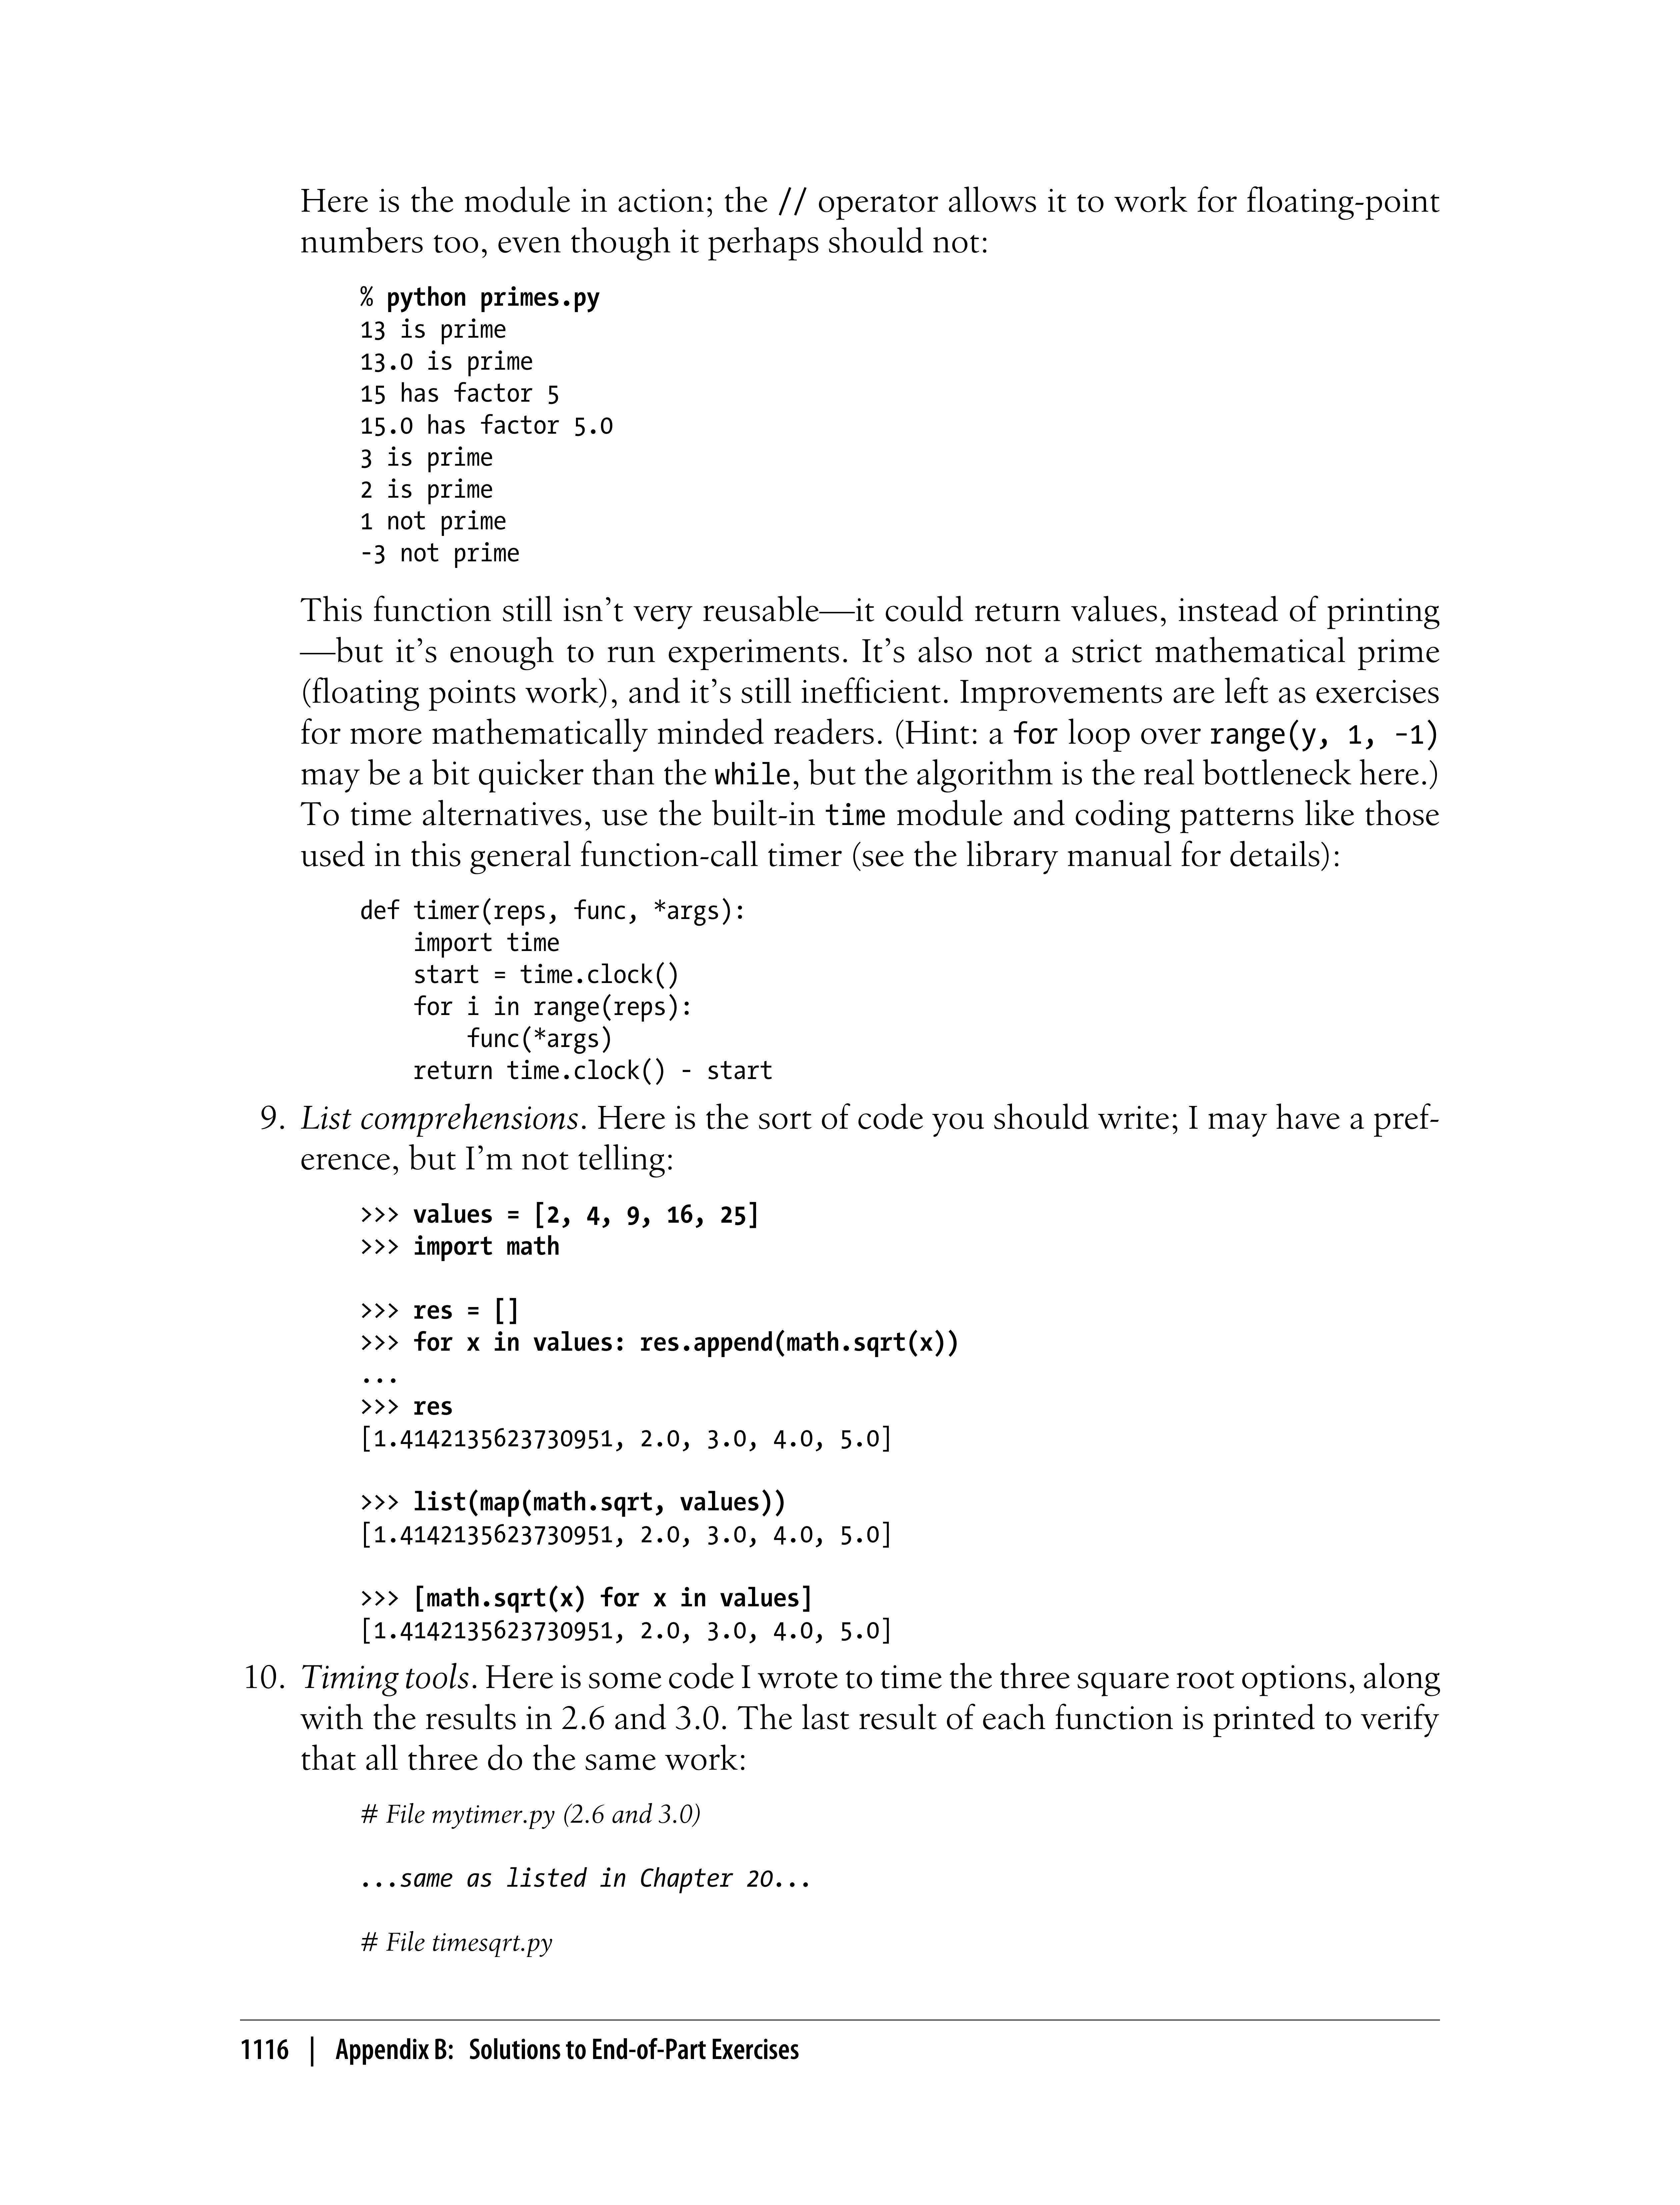 Here is the module in action; the // operator allows it to work for floating-point
numbers too, even though it perhaps should not:
% python primes.py
13 is prime
13.0 is prime
15 has factor 5
15.0 has factor 5.0
3 is prime
2 is prime
1 not prime
-3 not prime
This function still isn’t very reusable—it could return values, instead of printing
—but it’s enough to run experiments. It’s also not a strict mathematical prime
(floating points work), and it’s still inefficient. Improvements are left as exercises
for more mathematically minded readers. (Hint: a for loop over range(y, 1, -1)
may be a bit quicker than the while, but the algorithm is the real bottleneck here.)
To time alternatives, use the built-in time module and coding patterns like those
used in this general function-call timer (see the library manual for details):
def timer(reps, func, *args):
    import time
    start = time.clock()
    for i in range(reps):
        func(*args)
    return time.clock() - start
9. List comprehensions. Here is the sort of code you should write; I may have a pref-
erence, but I’m not telling:
>>> values = [2, 4, 9, 16, 25]
>>> import math
>>> res = []
>>> for x in values: res.append(math.sqrt(x))
...
>>> res
[1.4142135623730951, 2.0, 3.0, 4.0, 5.0]
>>> list(map(math.sqrt, values))
[1.4142135623730951, 2.0, 3.0, 4.0, 5.0]
>>> [math.sqrt(x) for x in values]
[1.4142135623730951, 2.0, 3.0, 4.0, 5.0]
10. Timing tools. Here is some code I wrote to time the three square root options, along
with the results in 2.6 and 3.0. The last result of each function is printed to verify
that all three do the same work:
# File mytimer.py (2.6 and 3.0)
...same as listed in Chapter 20...
# File timesqrt.py
1116 | Appendix B: Solutions to End-of-Part Exercises